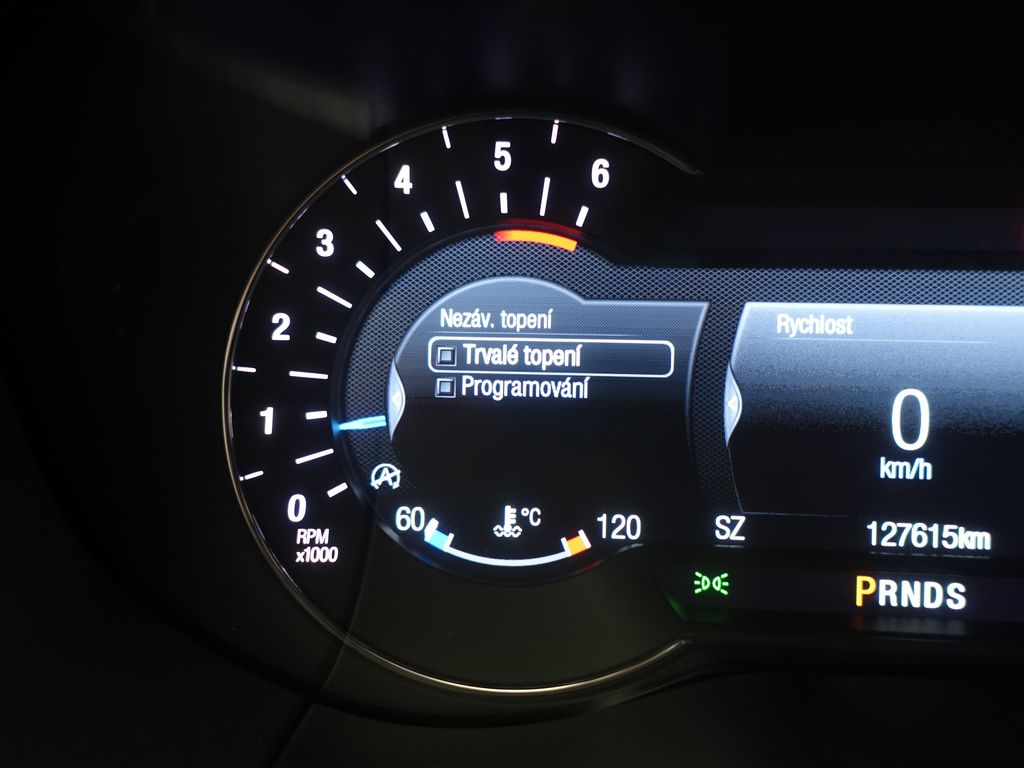 6
5
4
3
2
1
0
RPM
x1000
Nezáv. topení
Trvalé topení
Programování
A
60
°C
120
Rychlost
0
km/h
SZ
127615km
PRNDS